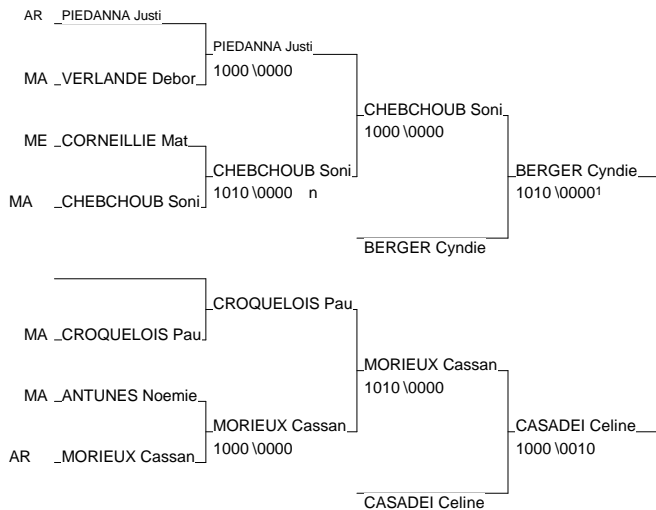 AR PIEDANNA Justi
PIEDANNA Justi
1000 \0000
MA VERLANDE Debor
CHEBCHOUB Soni
1000 \0000
ME CORNEILLIE Mat
CHEBCHOUB Soni
1010 \0000 n
BERGER Cyndie
1010 \0000¹
MA CHEBCHOUB Soni
BERGER Cyndie
CROQUELOIS Pau
MA CROQUELOIS Pau
MORIEUX Cassan
1010 \0000
MA ANTUNES Noemie
MORIEUX Cassan
1000 \0000
CASADEI Celine
1000 \0010
AR MORIEUX Cassan
CASADEI Celine